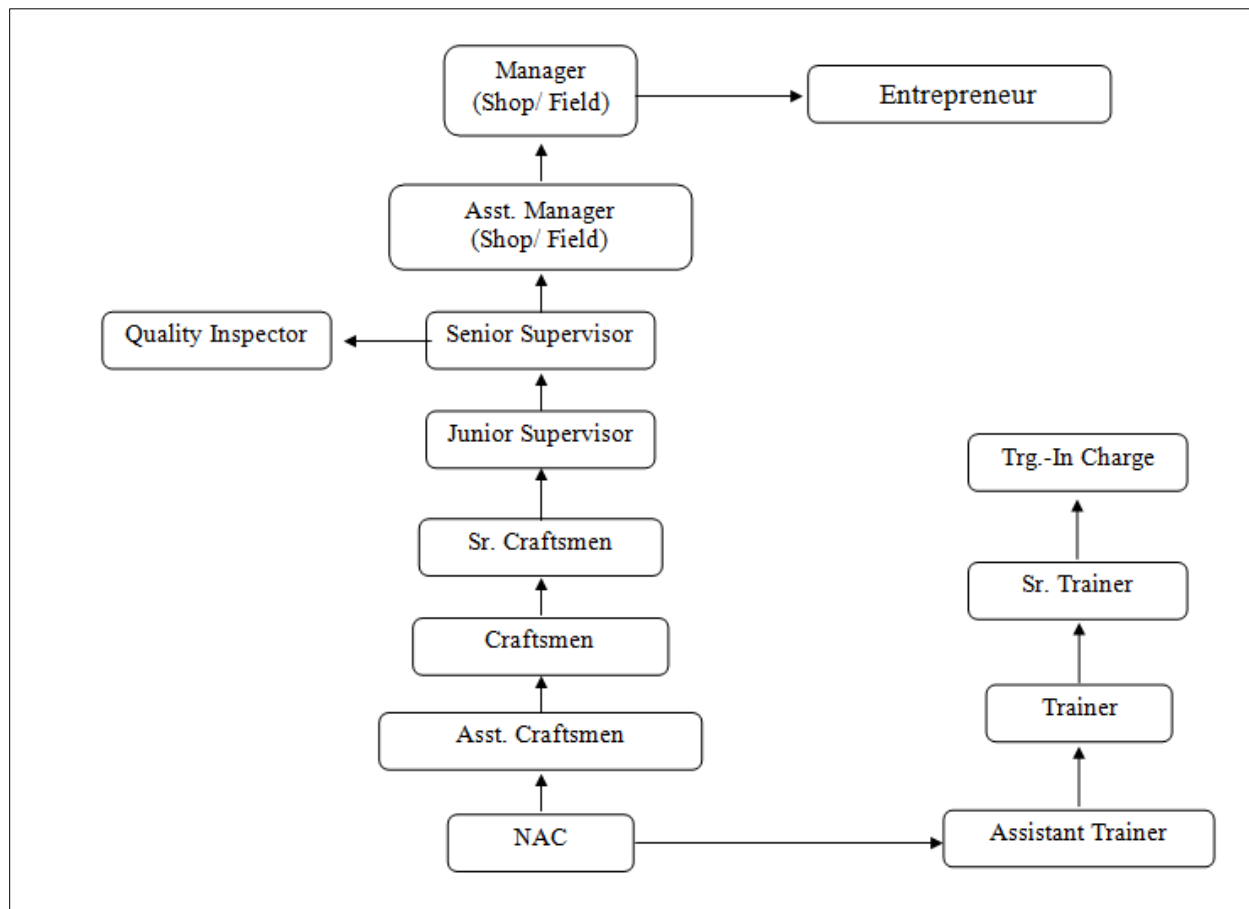 Manager
(Shop/ Field)
Entrepreneur
Asst. Manager
(Shop/ Field)
Quality Inspector
Senior Supervisor
Junior Supervisor
Trg.-In Charge
Sr. Craftsmen
Sr. Trainer
Craftsmen
Trainer
Asst. Craftsmen
NAC
Assistant Trainer